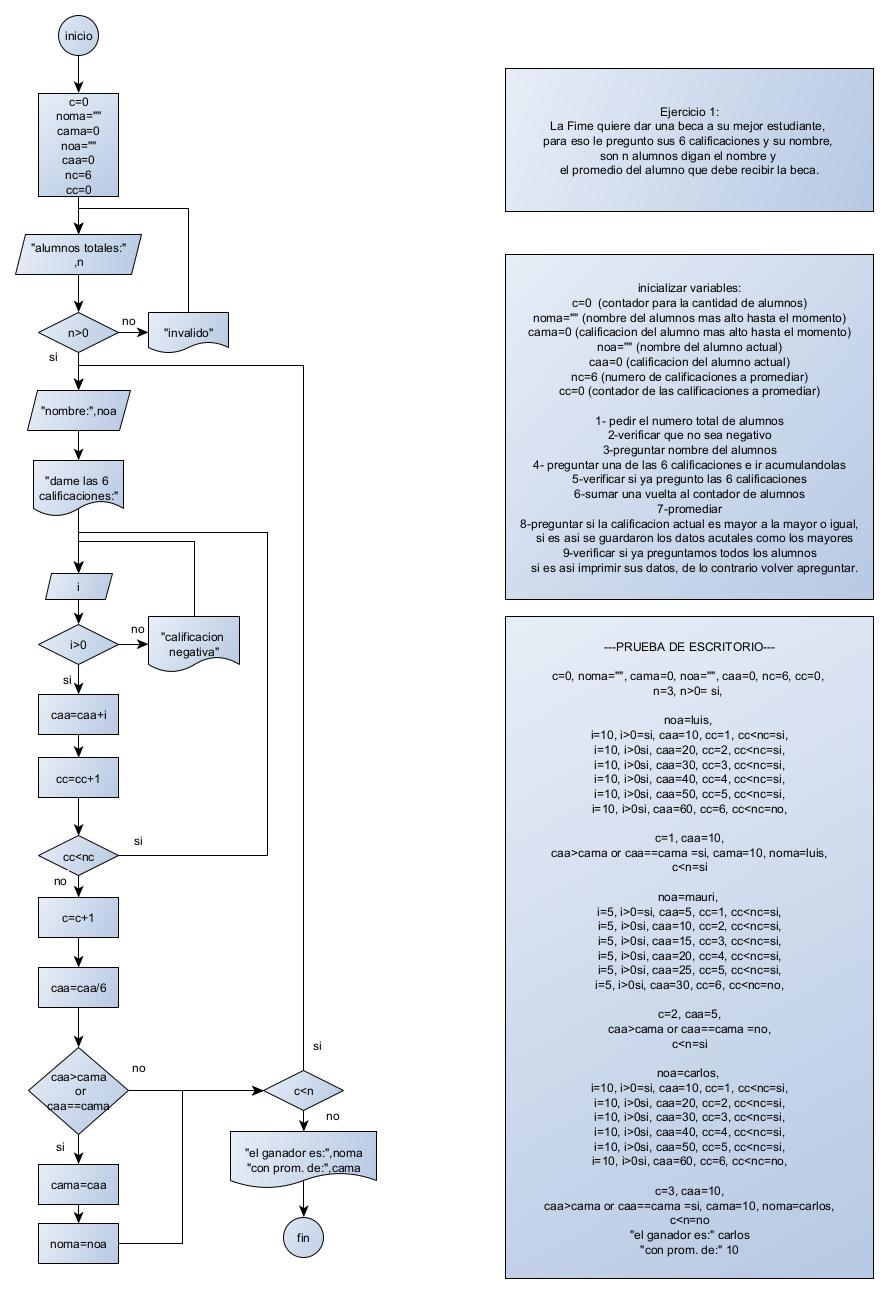 inicio
c=0
noma=""
cama=0
noa=""
caa=0
nc=6
cc=0
"alumnos totales:"
,n
n>0
no
"invalido"
si
"nombre:",noa
"dame las 6
calificaciones:"
i
i>0
no
"calificacion
negativa"
si
caa=caa+i
cc=cc+1
cc<nc
si
no
c=c+1
caa=caa/6
caa>cama
or
caa==cama
no
si
cama=caa
noma=noa
c<n
si
no
"el ganador es:",noma
"con prom. de:",cama
fin
Ejercicio 1:
La Fime quiere dar una beca a su mejor estudiante,
para eso le pregunto sus 6 calificaciones y su nombre,
son n alumnos digan el nombre y
el promedio del alumno que debe recibir la beca.
inicializar variables:
c=0 (contador para la cantidad de alumnos)
noma="" (nombre del alumnos mas alto hasta el momento)
cama=0 (calificacion del alumno mas alto hasta el momento)
noa="" (nombre del alumno actual)
caa=0 (calificacion del alumno actual)
nc=6 (numero de calificaciones a promediar)
cc=0 (contador de las calificaciones a promediar)
1- pedir el numero total de alumnos
2-verificar que no sea negativo
3-preguntar nombre del alumnos
4- preguntar una de las 6 calificaciones e ir acumulandolas
5-verificar si ya pregunto las 6 calificaciones
6-sumar una vuelta al contador de alumnos
7-promediar
8-preguntar si la calificacion actual es mayor a la mayor o igual,
si es asi se guardaron los datos acutales como los mayores
9-verificar si ya preguntamos todos los alumnos
si es asi imprimir sus datos, de lo contrario volver apreguntar.
---PRUEBA DE ESCRITORIO---
c=0, noma="", cama=0, noa="", caa=0, nc=6, cc=0,
n=3, n>0= si,
noa=luis,
i=10, i>0=si, caa=10, cc=1, cc<nc=si,
i=10, i>0si, caa=20, cc=2, cc<nc=si,
i=10, i>0si, caa=30, cc=3, cc<nc=si,
i=10, i>0si, caa=40, cc=4, cc<nc=si,
i=10, i>0si, caa=50, cc=5, cc<nc=si,
i=10, i>0si, caa=60, cc=6, cc<nc=no,
c=1, caa=10,
caa>cama or caa==cama =si, cama=10, noma=luis,
c<n=si
noa=mauri,
i=5, i>0=si, caa=5, cc=1, cc<nc=si,
i=5, i>0si, caa=10, cc=2, cc<nc=si,
i=5, i>0si, caa=15, cc=3, cc<nc=si,
i=5, i>0si, caa=20, cc=4, cc<nc=si,
i=5, i>0si, caa=25, cc=5, cc<nc=si,
i=5, i>0si, caa=30, cc=6, cc<nc=no,
c=2, caa=5,
caa>cama or caa==cama =no,
c<n=si
noa=carlos,
i=10, i>0=si, caa=10, cc=1, cc<nc=si,
i=10, i>0si, caa=20, cc=2, cc<nc=si,
i=10, i>0si, caa=30, cc=3, cc<nc=si,
i=10, i>0si, caa=40, cc=4, cc<nc=si,
i=10, i>0si, caa=50, cc=5, cc<nc=si,
i=10, i>0si, caa=60, cc=6, cc<nc=no,
c=3, caa=10,
caa>cama or caa==cama =si, cama=10, noma=carlos,
c<n=no
"el ganador es:" carlos
"con prom. de:" 10